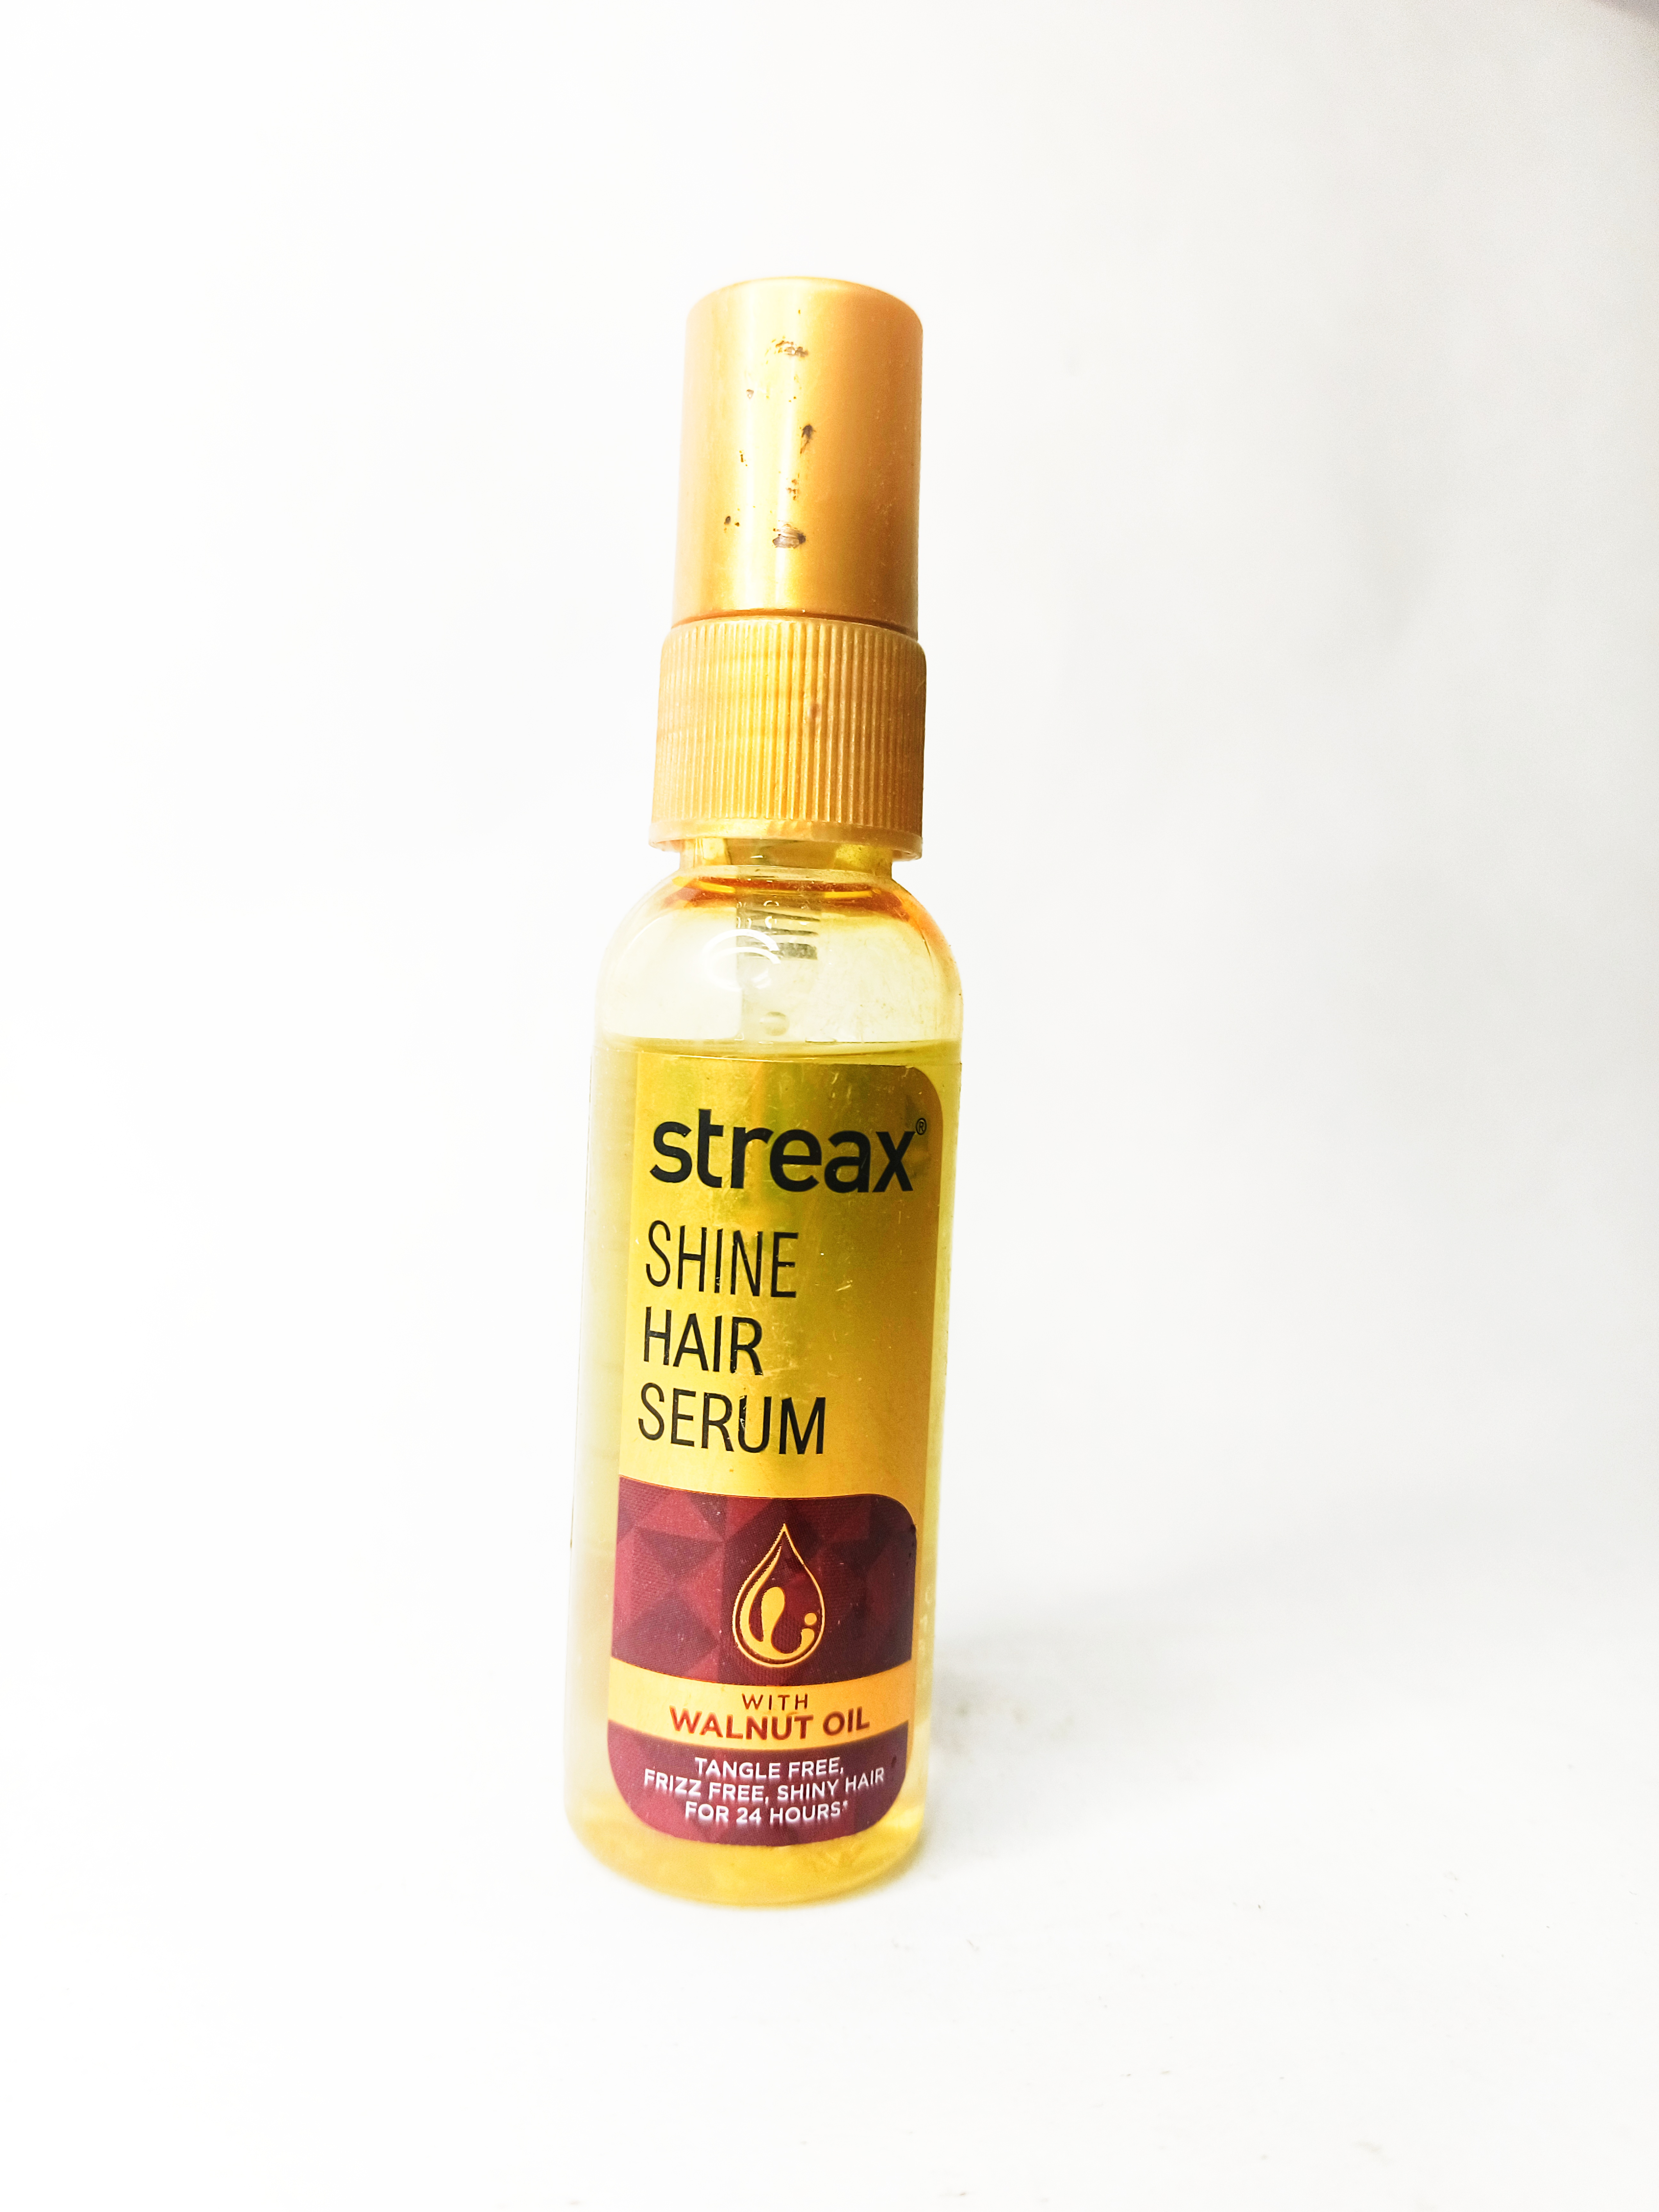 streax®
SHINE
HAIR
SERUM
WITH
WALNUT OIL
TANGLE FREE,
FRIZZ FREE, SHINY HAIR
FOR 24 HOURS*